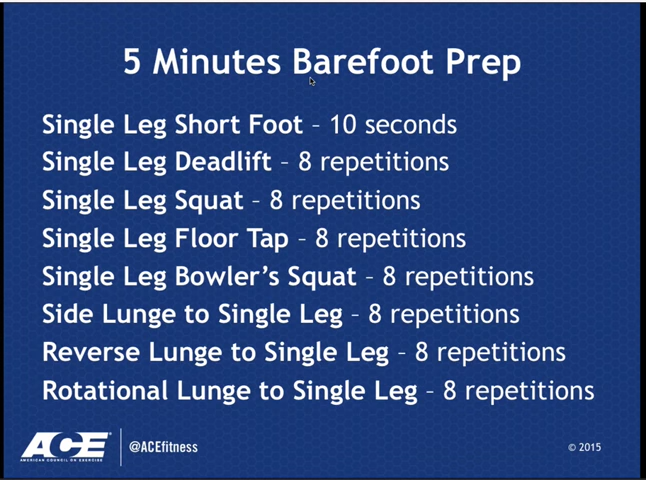 5 Minutes Barefoot Prep
Single Leg Short Foot – 10 seconds
Single Leg Deadlift – 8 repetitions
Single Leg Squat – 8 repetitions
Single Leg Floor Tap – 8 repetitions
Single Leg Bowler's Squat – 8 repetitions
Side Lunge to Single Leg – 8 repetitions
Reverse Lunge to Single Leg – 8 repetitions
Rotational Lunge to Single Leg – 8 repetitions
ACE®
AMERICAN COUNCIL ON EXERCISE
@ACEfitness
© 2015